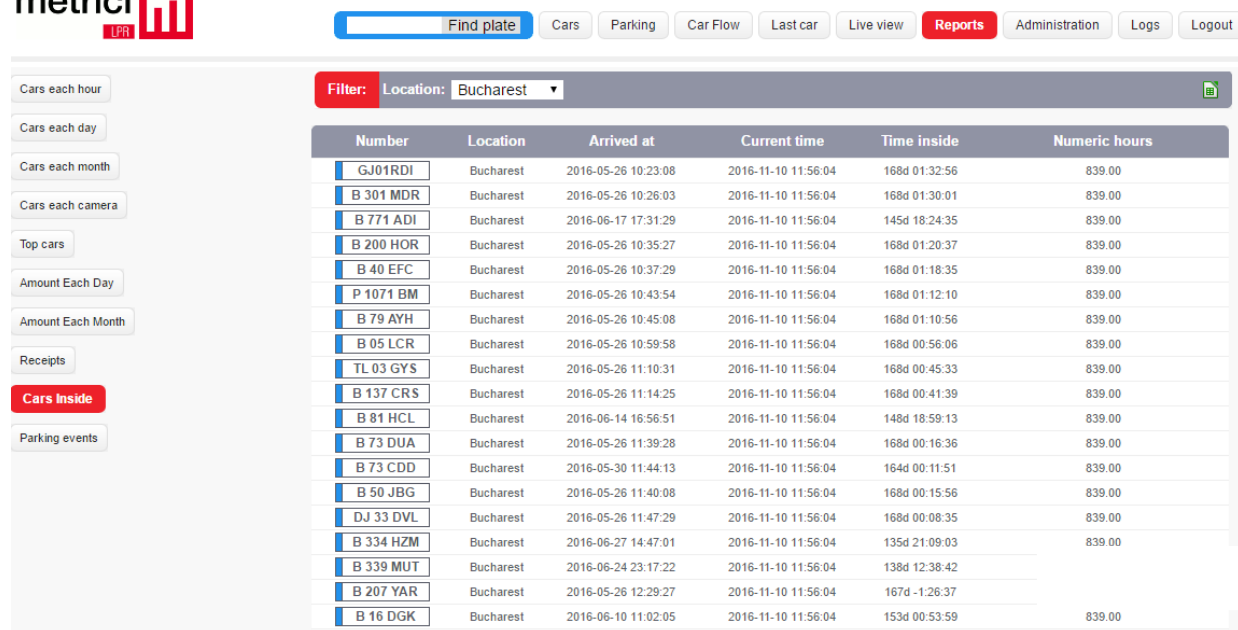 metrici
LPR
Find plate Cars Parking Car Flow Last car Live view Reports Administration Logs Logout
Cars each hour
Cars each day
Cars each month
Cars each camera
Top cars
Amount Each Day
Amount Each Month
Receipts
Cars Inside
Parking events
Filter: Location: Bucharest
Number Location Arrived at Current time Time inside Numeric hours
GJ01RDI Bucharest 2016-05-26 10:23:08 2016-11-10 11:56:04 168d 01:32:56 839.00
B 301 MDR Bucharest 2016-05-26 10:26:03 2016-11-10 11:56:04 168d 01:30:01 839.00
B 771 ADI Bucharest 2016-06-17 17:31:29 2016-11-10 11:56:04 145d 18:24:35 839.00
B 200 HOR Bucharest 2016-05-26 10:35:27 2016-11-10 11:56:04 168d 01:20:37 839.00
B 40 EFC Bucharest 2016-05-26 10:37:29 2016-11-10 11:56:04 168d 01:18:35 839.00
P 1071 BM Bucharest 2016-05-26 10:43:54 2016-11-10 11:56:04 168d 01:12:10 839.00
B 79 AYH Bucharest 2016-05-26 10:45:08 2016-11-10 11:56:04 168d 01:10:56 839.00
B 05 LCR Bucharest 2016-05-26 10:59:58 2016-11-10 11:56:04 168d 00:56:06 839.00
TL 03 GYS Bucharest 2016-05-26 11:10:31 2016-11-10 11:56:04 168d 00:45:33 839.00
B 137 CRS Bucharest 2016-05-26 11:14:25 2016-11-10 11:56:04 168d 00:41:39 839.00
B 81 HCL Bucharest 2016-06-14 16:56:51 2016-11-10 11:56:04 148d 18:59:13 839.00
B 73 DUA Bucharest 2016-05-26 11:39:28 2016-11-10 11:56:04 168d 00:16:36 839.00
B 73 CDD Bucharest 2016-05-30 11:44:13 2016-11-10 11:56:04 164d 00:11:51 839.00
B 50 JBG Bucharest 2016-05-26 11:40:08 2016-11-10 11:56:04 168d 00:15:56 839.00
DJ 33 DVL Bucharest 2016-05-26 11:47:29 2016-11-10 11:56:04 168d 00:08:35 839.00
B 334 HZM Bucharest 2016-06-27 14:47:01 2016-11-10 11:56:04 135d 21:09:03 839.00
B 339 MUT Bucharest 2016-06-24 23:17:22 2016-11-10 11:56:04 138d 12:38:42
B 207 YAR Bucharest 2016-05-26 12:29:27 2016-11-10 11:56:04 167d -1:26:37
B 16 DGK Bucharest 2016-06-10 11:02:05 2016-11-10 11:56:04 153d 00:53:59 839.00